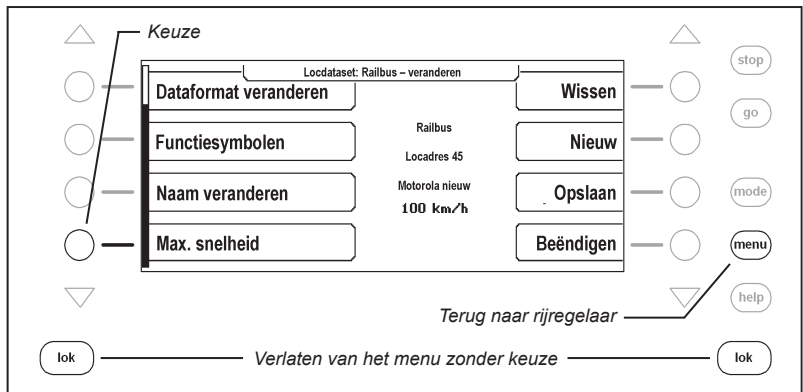 Keuze
stop
Locdataset: Railbus – veranderen
Dataformat veranderen
Wissen
go
Functiesymbolen
Railbus
Nieuw
Locadres 45
Naam veranderen
Motorola nieuw
Opslaan
mode
100 km/h
Max. snelheid
Beëndigen
menu
help
Terug naar rijregelaar
lok
Verlaten van het menu zonder keuze
lok